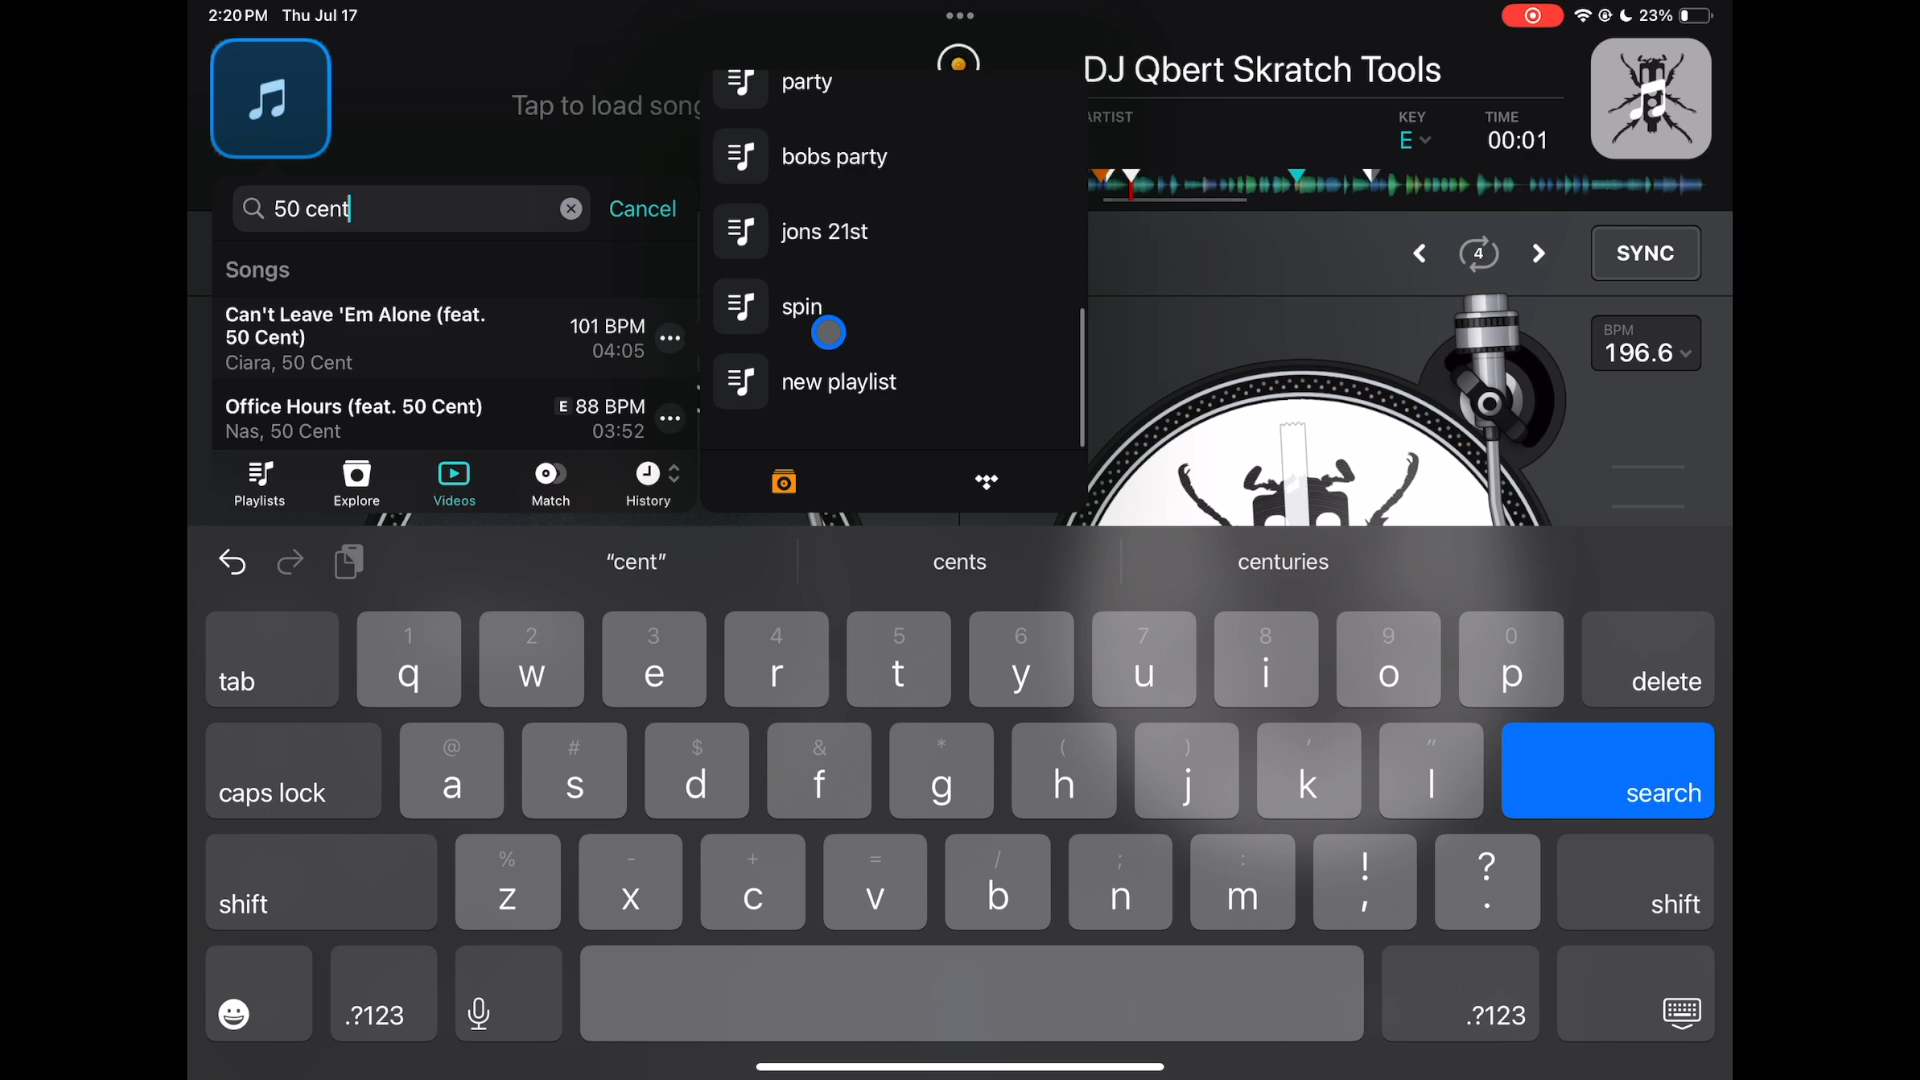 2:20 PM Thu Jul 17
23%
Tap to load song
DJ Qbert Skratch Tools
ARTIST
KEY
E
TIME
00:01
50 cent
Cancel
Songs
Can't Leave 'Em Alone (feat.
50 Cent)
Ciara, 50 Cent
101 BPM
04:05
Office Hours (feat. 50 Cent)
Nas, 50 Cent
E 88 BPM
03:52
Playlists
Explore
Videos
Match
History
party
bobs party
jons 21st
spin
new playlist
4
SYNC
BPM
196.6
“cent”
cents
centuries
tab
1 2 3 4 5 6 7 8 9 0
q w e r t y u i o p
delete
caps lock
@ # $ & * ( ) ' "
a s d f g h j k l
search
shift
% - + = / ; : ! ?
z x c v b n m , .
shift
.?123
.?123